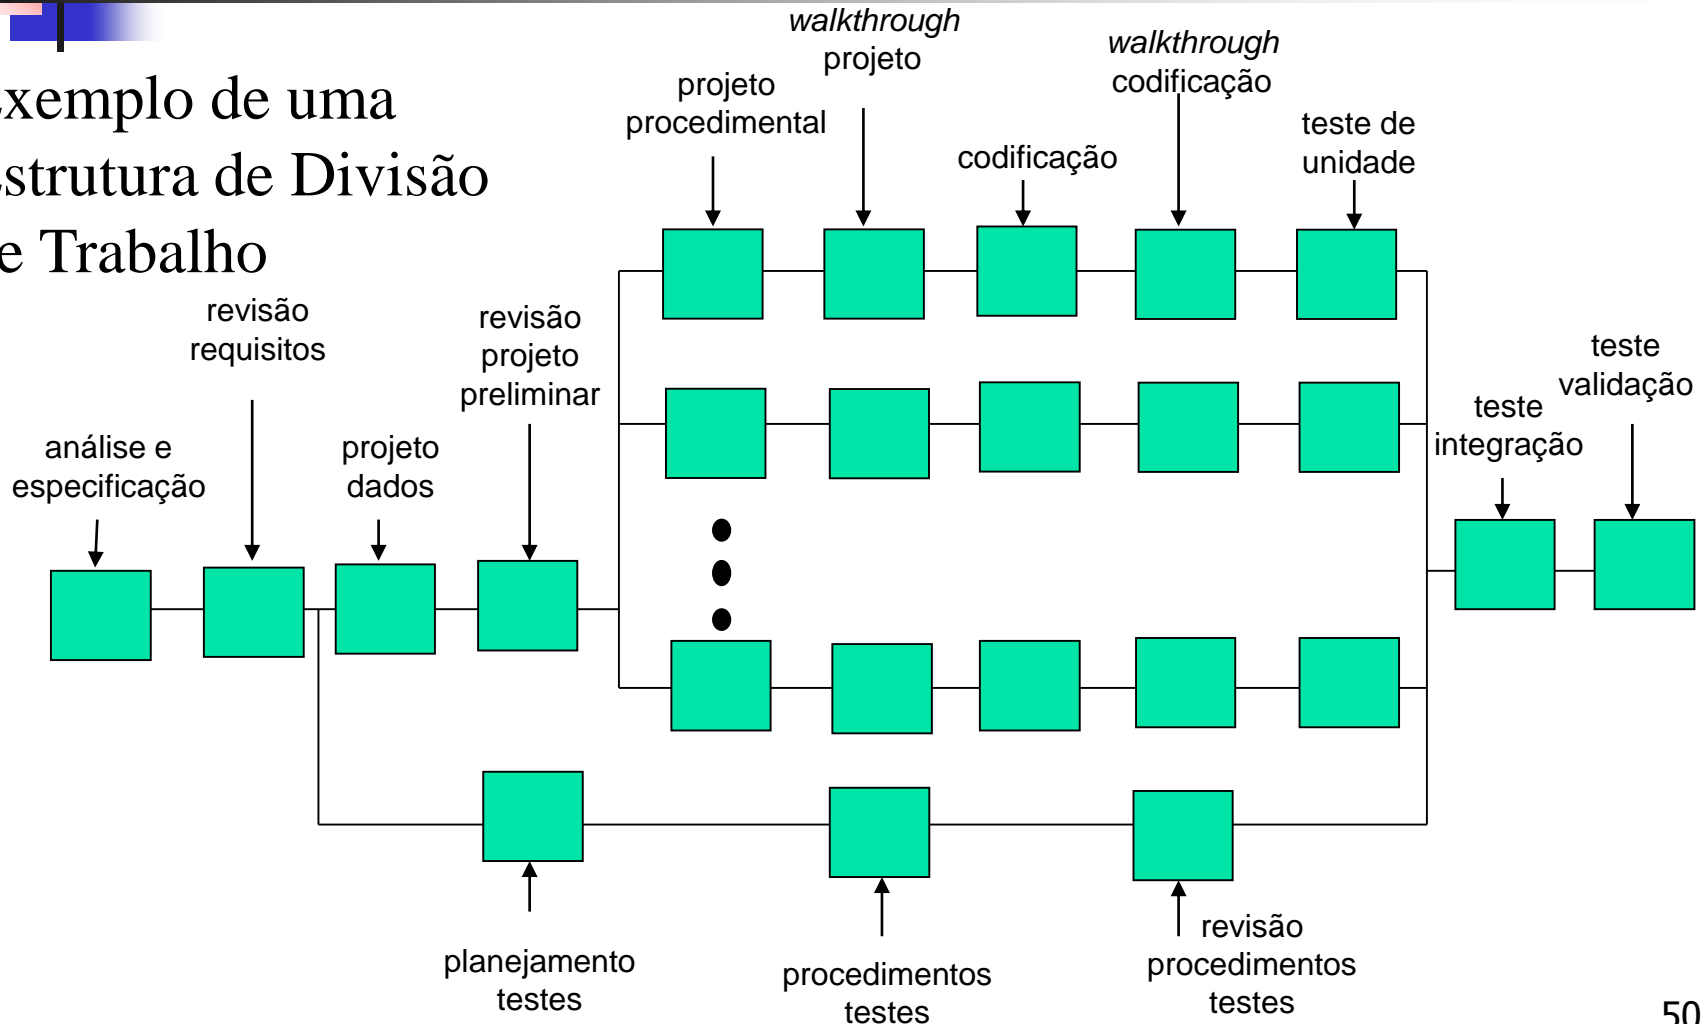 xemplo de uma
strutura de Divisão
e Trabalho
walkthrough
projeto
walkthrough
codificação
projeto
procedimental
codificação
teste de
unidade
revisão
requisitos
revisão
projeto
preliminar
análise e
especificação
projeto
dados
teste
integração
teste
validação
planejamento
testes
procedimentos
testes
revisão
procedimentos
testes
50